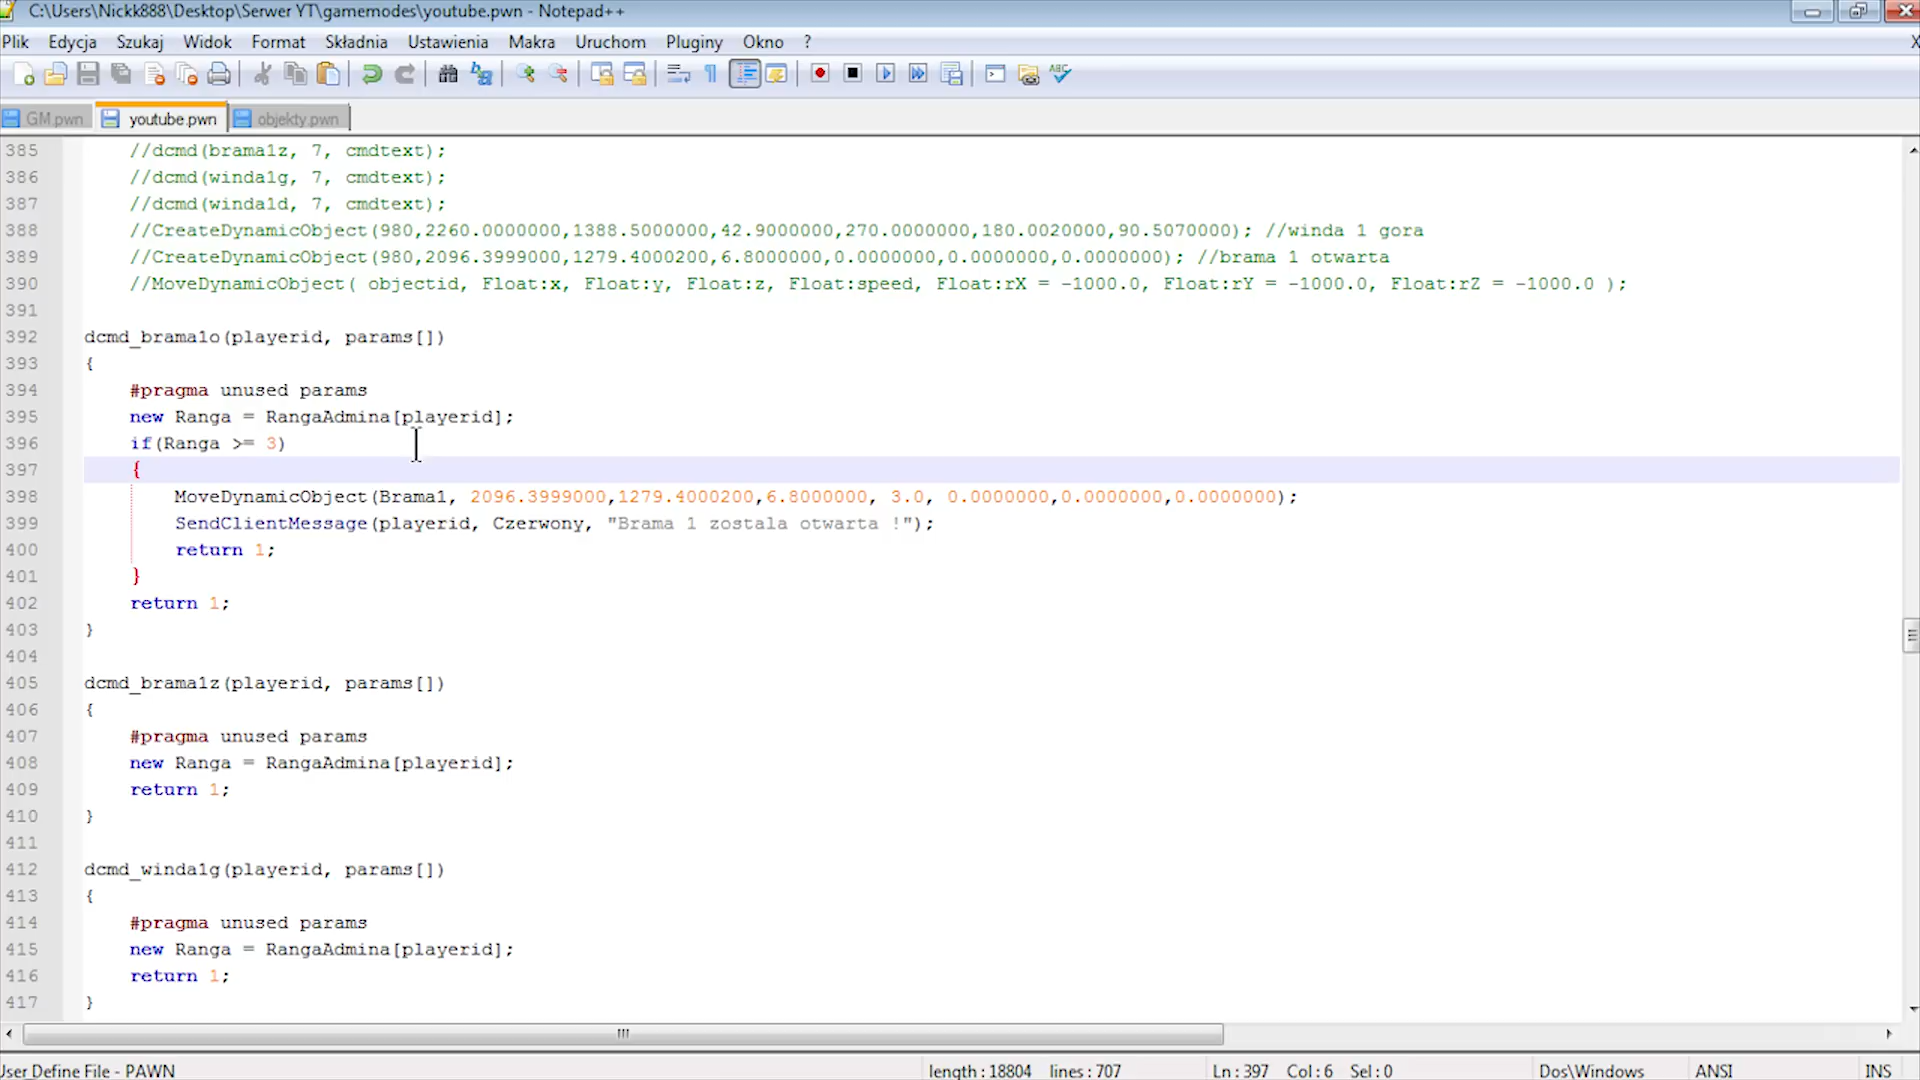 C:\Users\Nickk888\Desktop\Serwer YT\gamemodes\youtube.pwn - Notepad++
Plik Edycja Szukaj Widok Format Składnia Ustawienia Makra Uruchom Pluginy Okno ? X
GM.pwn youtube.pwn objekty.pwn
385 //dcmd(brama1z, 7, cmdtext);
386 //dcmd(winda1g, 7, cmdtext);
387 //dcmd(winda1d, 7, cmdtext);
388 //CreateDynamicObject(980,2260.0000000,1388.5000000,42.9000000,270.0000000,180.0020000,90.5070000); //winda 1 gora
389 //CreateDynamicObject(980,2096.3999000,1279.4000200,6.8000000,0.0000000,0.0000000,0.0000000); //brama 1 otwarta
390 //MoveDynamicObject( objectid, Float:x, Float:y, Float:z, Float:speed, Float:rX = -1000.0, Float:rY = -1000.0, Float:rZ = -1000.0 );
391
392 dcmd_brama1o(playerid, params[])
393 {
394 #pragma unused params
395 new Ranga = RangaAdmina[playerid];
396 if(Ranga >= 3)
397 {
398 MoveDynamicObject(Brama1, 2096.3999000,1279.4000200,6.8000000, 3.0, 0.0000000,0.0000000,0.0000000);
399 SendClientMessage(playerid, Czerwony, "Brama 1 zostala otwarta !");
400 return 1;
401 }
402 return 1;
403 }
404
405 dcmd_brama1z(playerid, params[])
406 {
407 #pragma unused params
408 new Ranga = RangaAdmina[playerid];
409 return 1;
410 }
411
412 dcmd_winda1g(playerid, params[])
413 {
414 #pragma unused params
415 new Ranga = RangaAdmina[playerid];
416 return 1;
417 }
User Define File - PAWN length : 18804 lines : 707 Ln : 397 Col : 6 Sel : 0 Dos\Windows ANSI INS